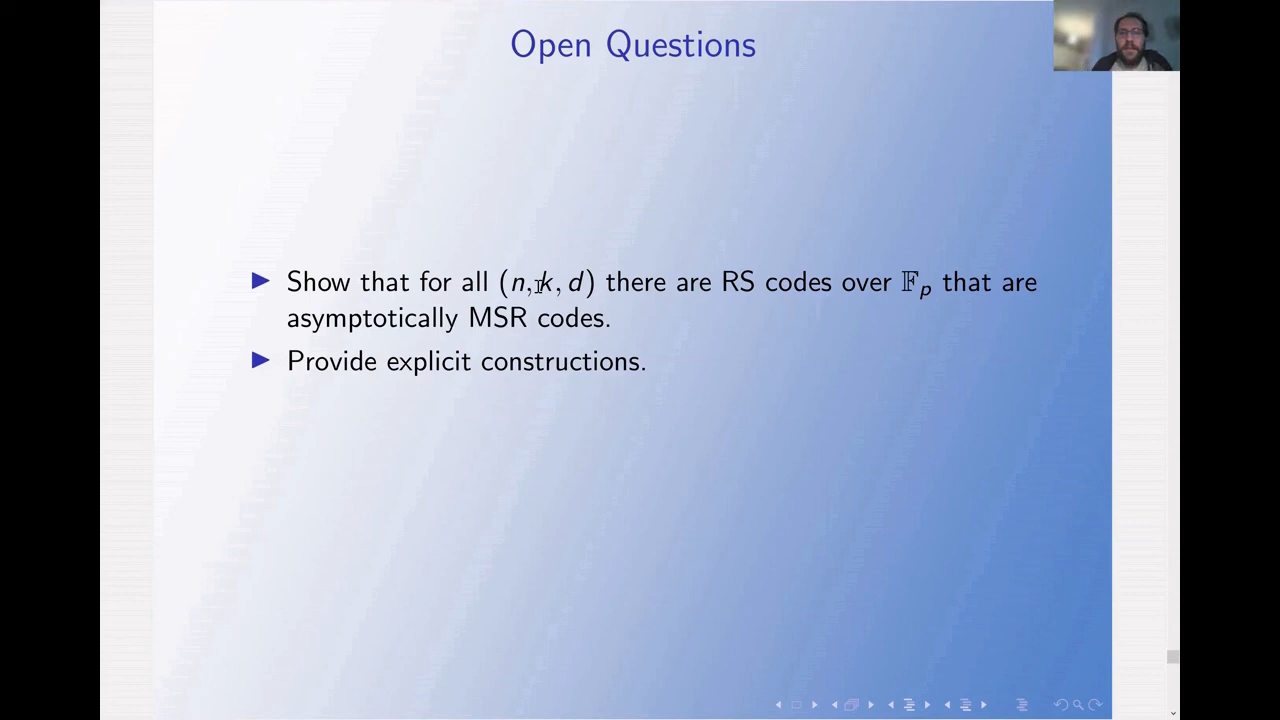 Open Questions
Show that for all (n, k, d) there are RS codes over 𝔽ₚ that are
asymptotically MSR codes.
Provide explicit constructions.